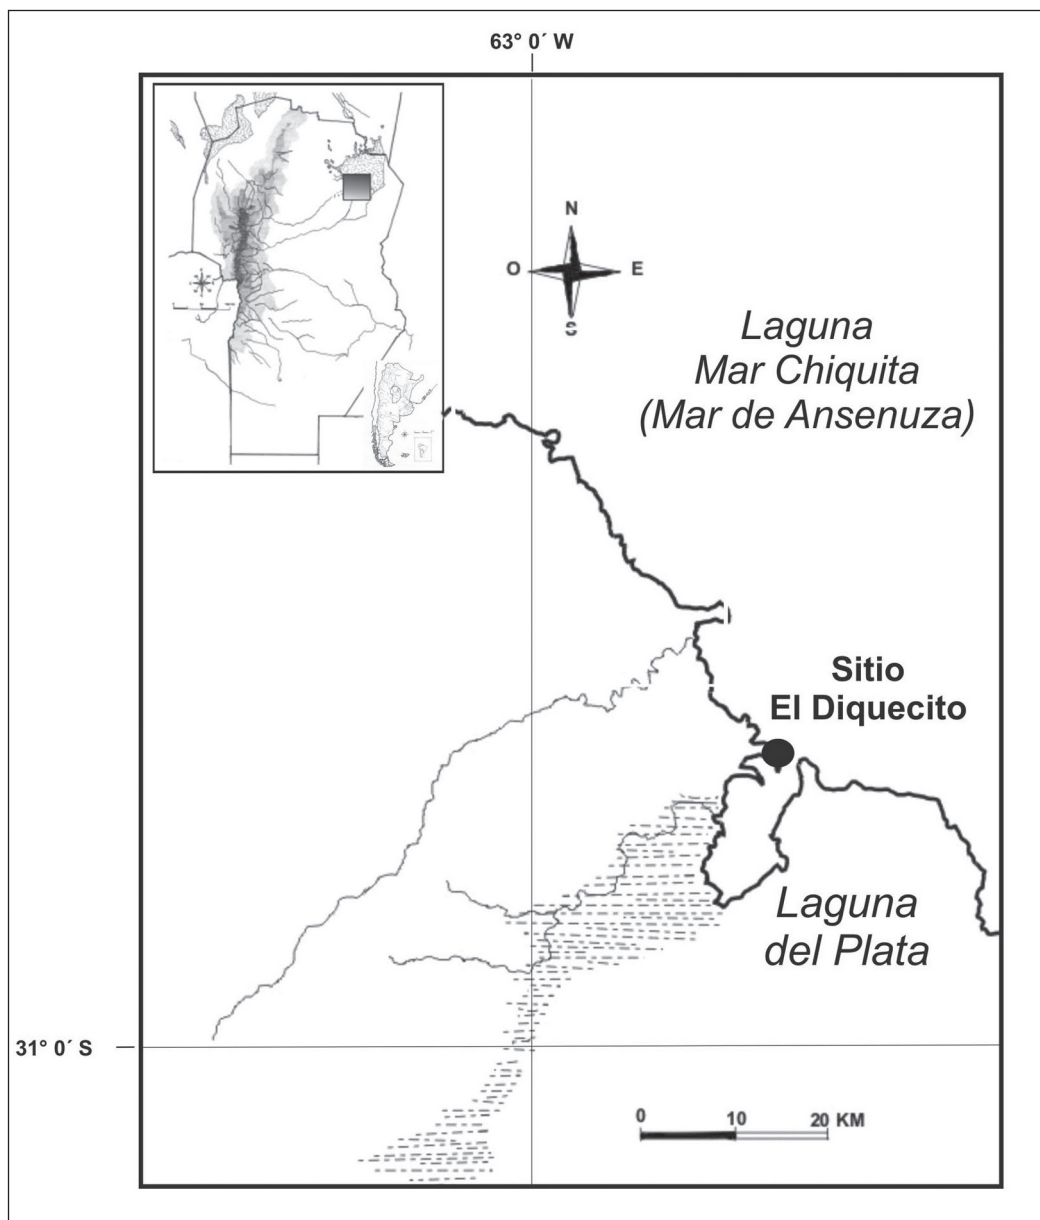 63° 0´ W
N
O
E
S
Laguna
Mar Chiquita
(Mar de Ansenuza)
Sitio
El Diquecito
Laguna
del Plata
31° 0´ S
0 10 20 KM